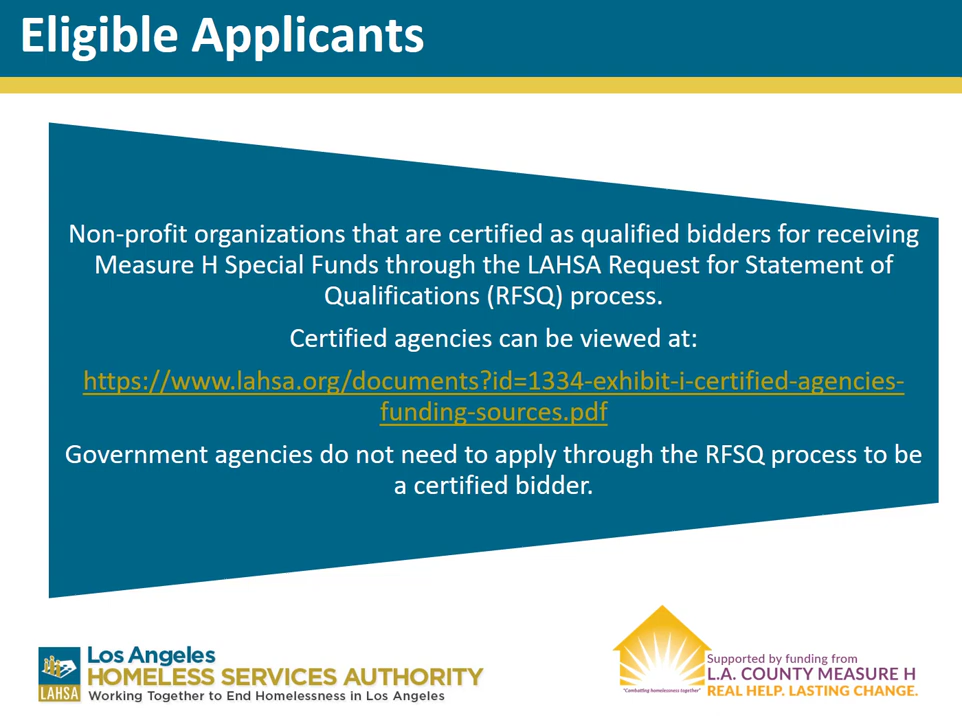 Eligible Applicants
Non-profit organizations that are certified as qualified bidders for receiving
Measure H Special Funds through the LAHSA Request for Statement of
Qualifications (RFSQ) process.
Certified agencies can be viewed at:
https://www.lahsa.org/documents?id=1334-exhibit-i-certified-agencies-
funding-sources.pdf
Government agencies do not need to apply through the RFSQ process to be
a certified bidder.
LAHSA
Los Angeles
HOMELESS SERVICES AUTHORITY
Working Together to End Homelessness in Los Angeles
"Combatting homelessness together"
Supported by funding from
L.A. COUNTY MEASURE H
REAL HELP. LASTING CHANGE.